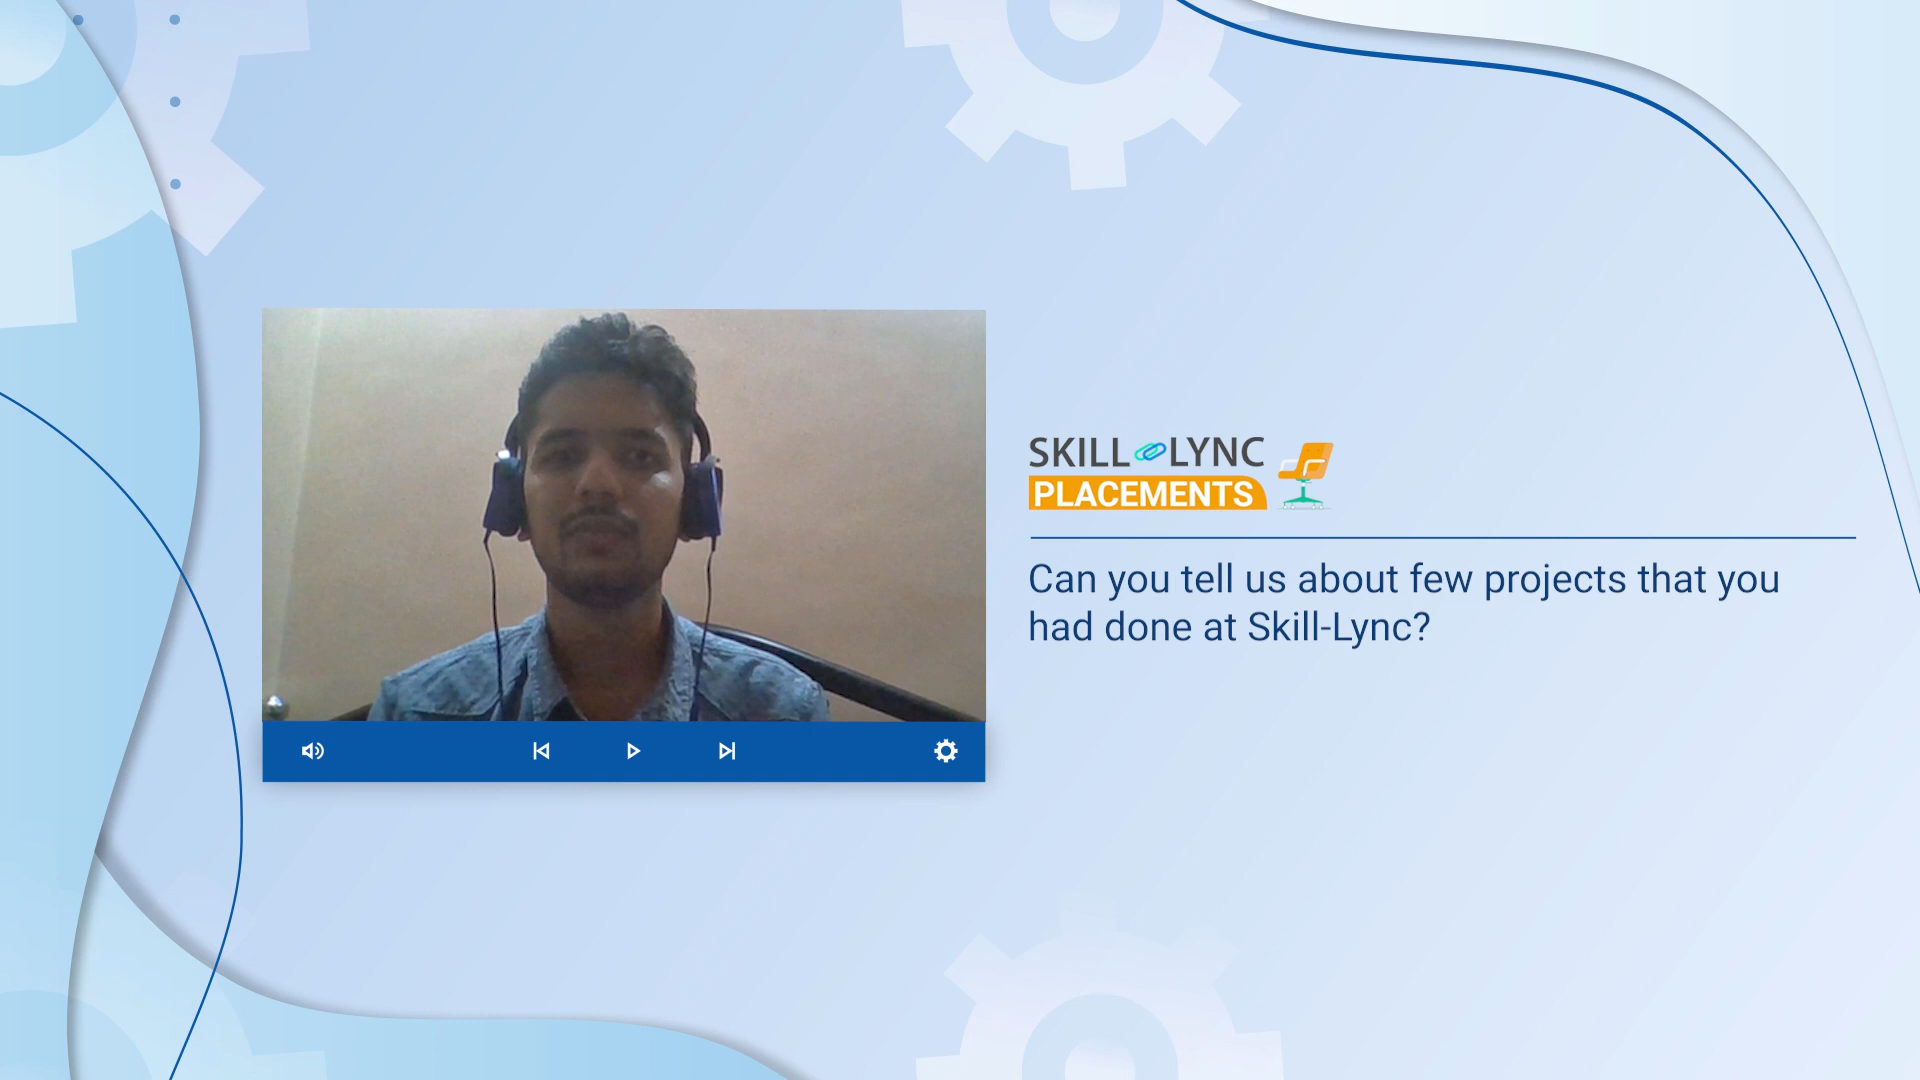 SKILL LYNC
PLACEMENTS
Can you tell us about few projects that you
had done at Skill-Lync?